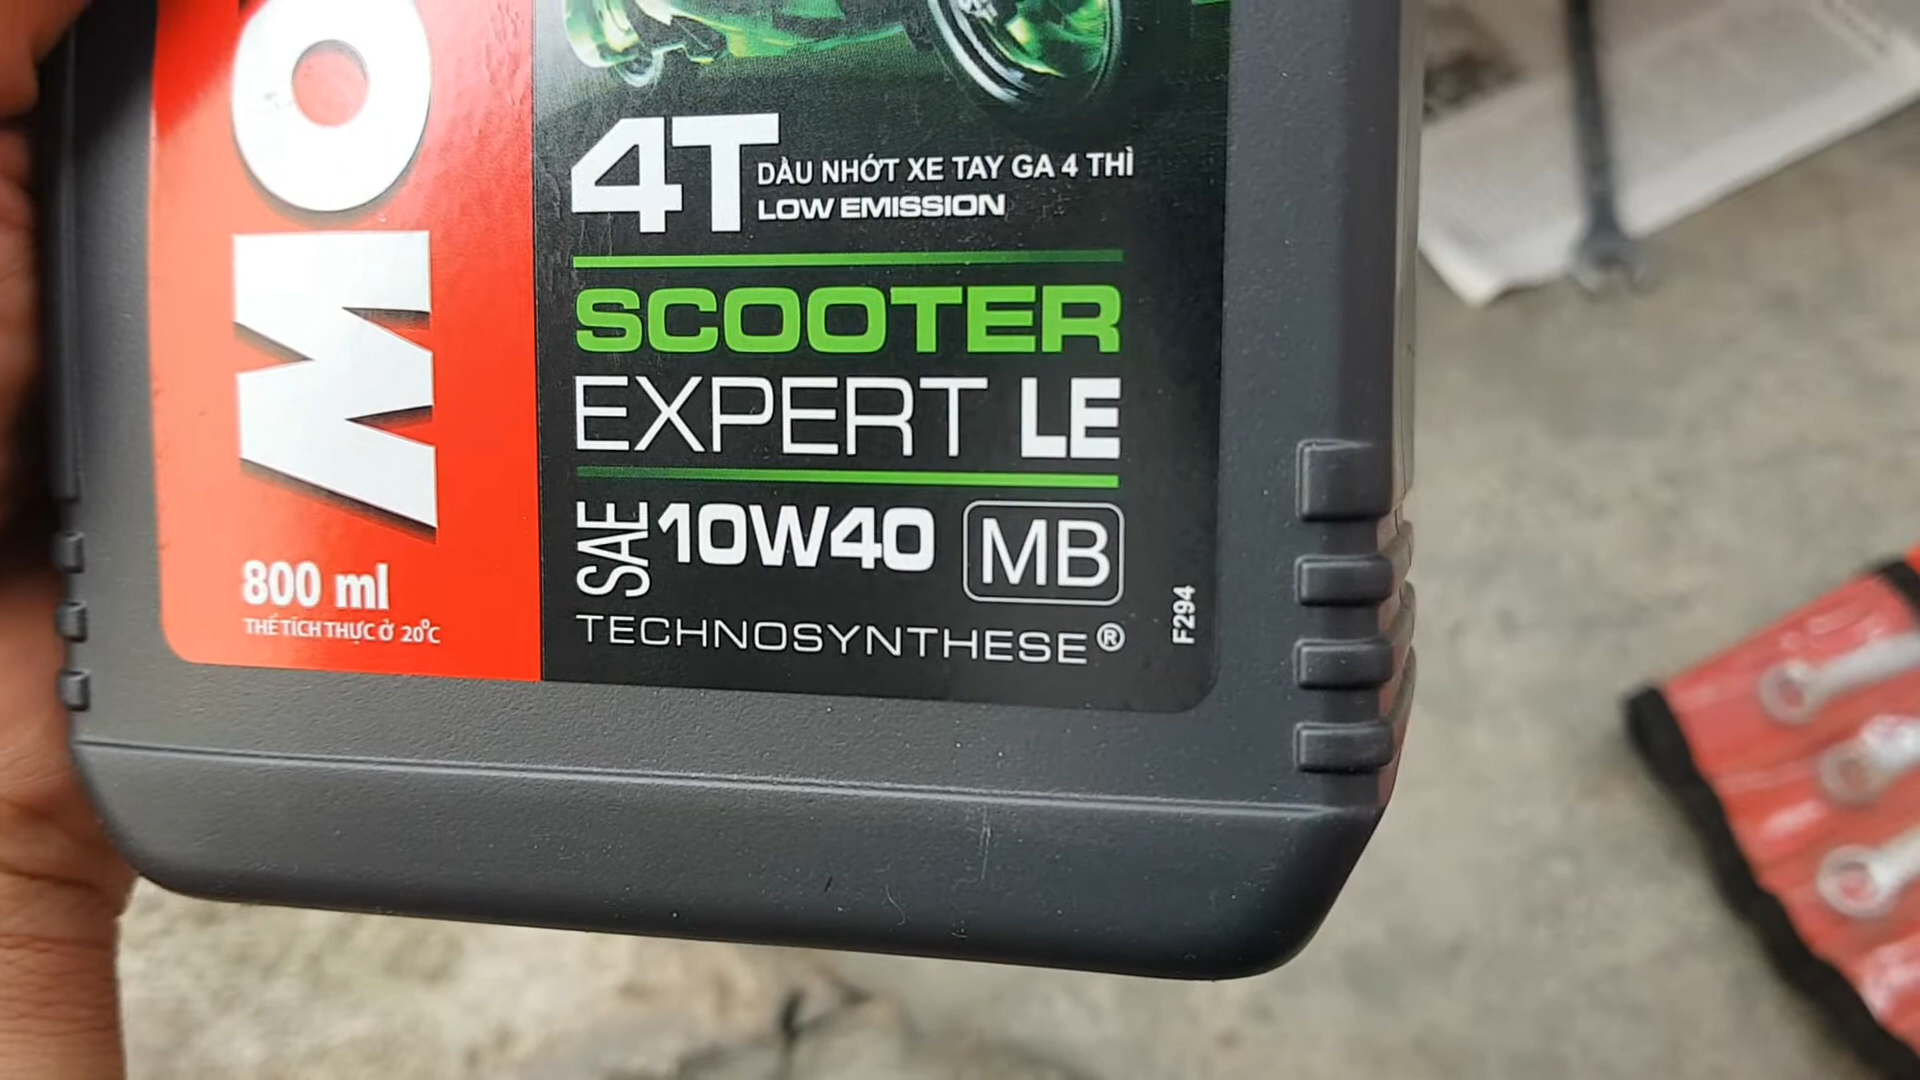 MO
4T
DẦU NHỚT XE TAY GA 4 THÌ
LOW EMISSION
SCOOTER
EXPERT LE
SAE 10W40 MB
TECHNOSYNTHESE®
F294
800 ml
THỂ TÍCH THỰC Ở 20⁰C